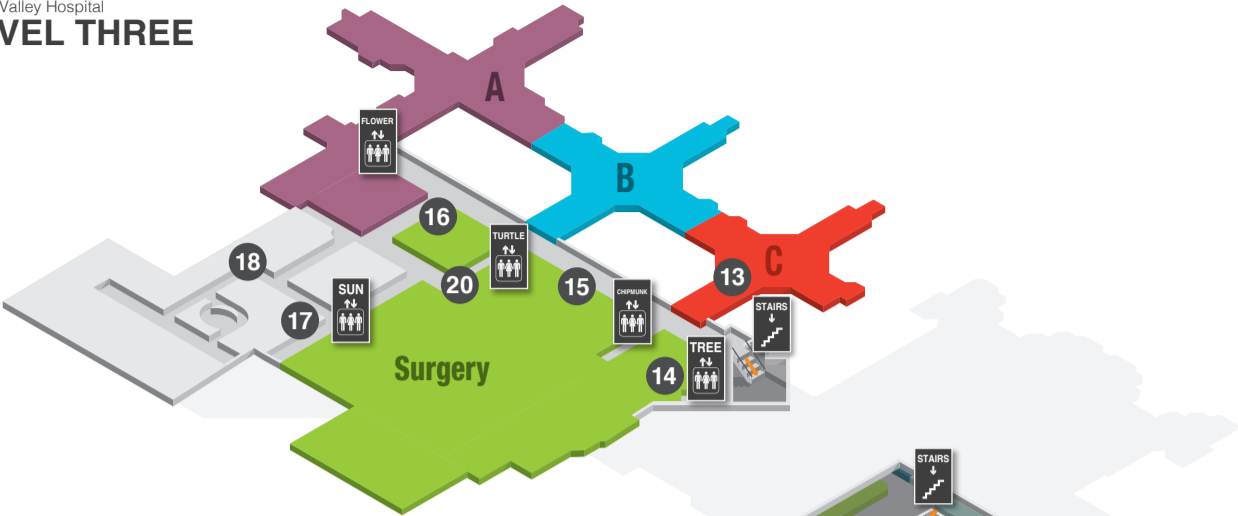 Valley Hospital
VEL THREE
A
FLOWER
B
16
TURTLE
18
C
13
20
15
SUN
CHIPMUNK
17
STAIRS
TREE
Surgery
14
STAIRS